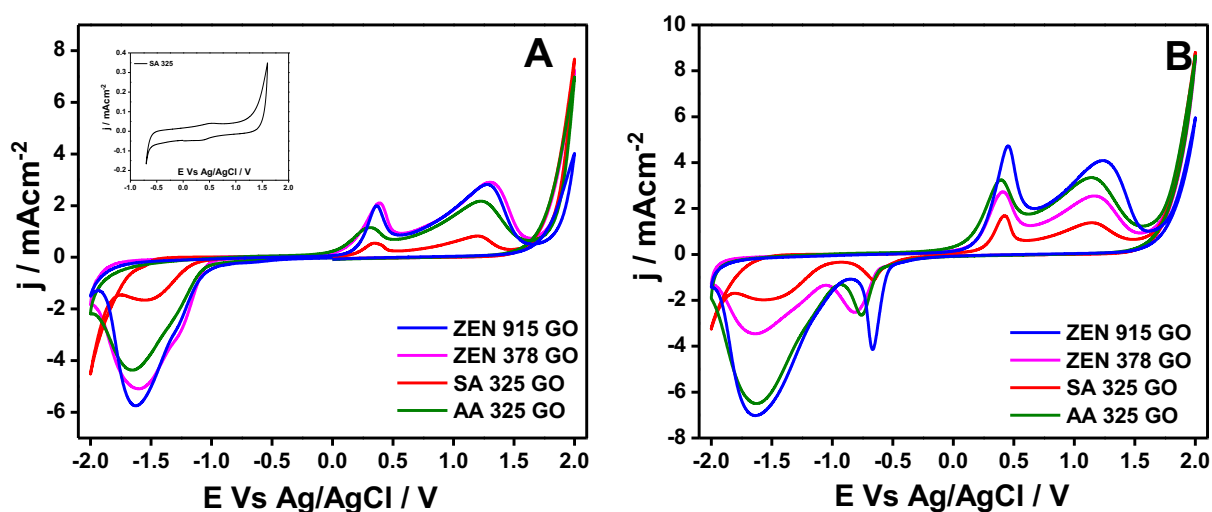 A
8
6
4
2
0
-2
-4
-6
j / mAcm-2
-2.0 -1.5 -1.0 -0.5 0.0 0.5 1.0 1.5 2.0
E Vs Ag/AgCl / V
SA 325
0.4
0.3
0.2
0.1
0.0
-0.1
-0.2
j / mAcm-2
-1.0 -0.5 0.0 0.5 1.0 1.5 2.0
E Vs Ag/AgCl / V
ZEN 915 GO
ZEN 378 GO
SA 325 GO
AA 325 GO
B
10
8
6
4
2
0
-2
-4
-6
-8
j / mAcm-2
-2.0 -1.5 -1.0 -0.5 0.0 0.5 1.0 1.5 2.0
E Vs Ag/AgCl / V
ZEN 915 GO
ZEN 378 GO
SA 325 GO
AA 325 GO